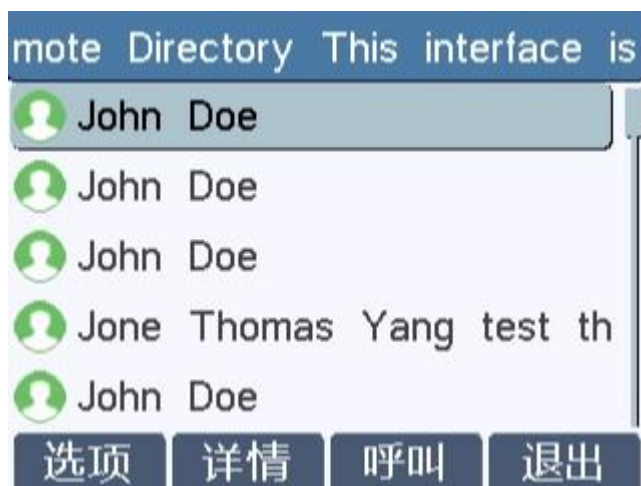 mote Directory This interface is
John Doe
John Doe
John Doe
Jone Thomas Yang test th
John Doe
选项 详情 呼叫 退出